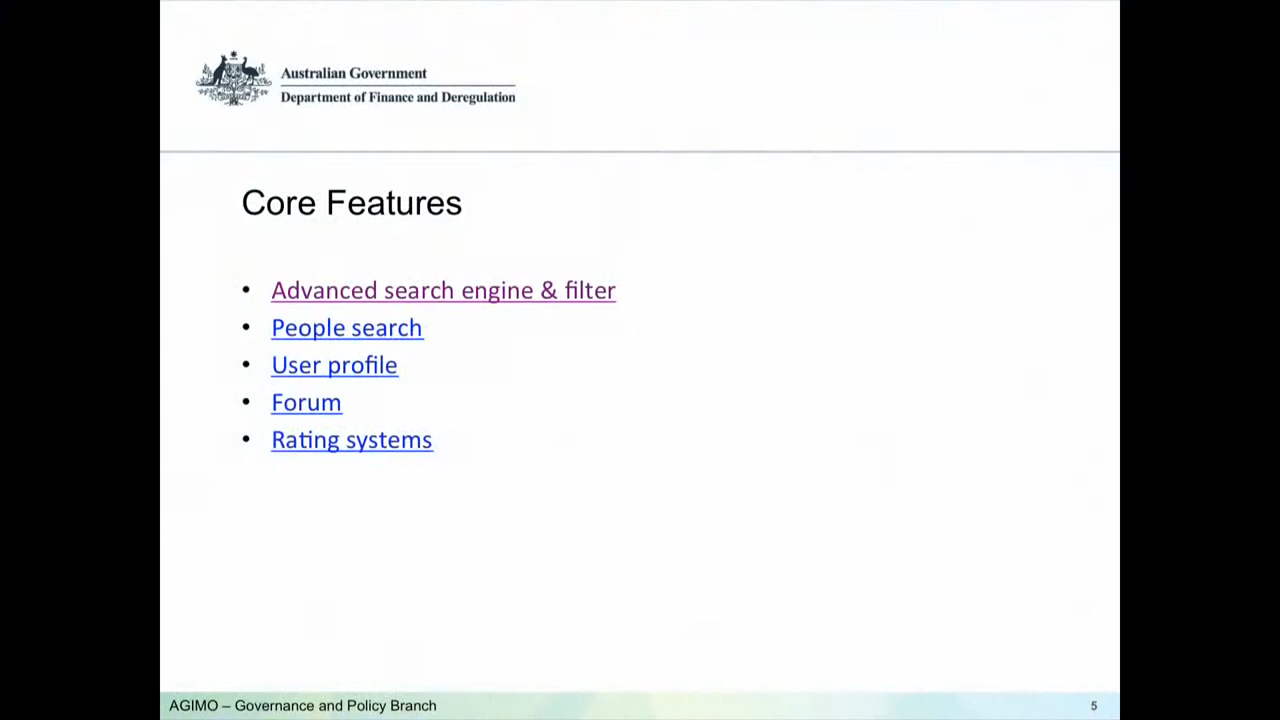 Australian Government
Department of Finance and Deregulation
Core Features
• Advanced search engine & filter
• People search
• User profile
• Forum
• Rating systems
AGIMO – Governance and Policy Branch
5